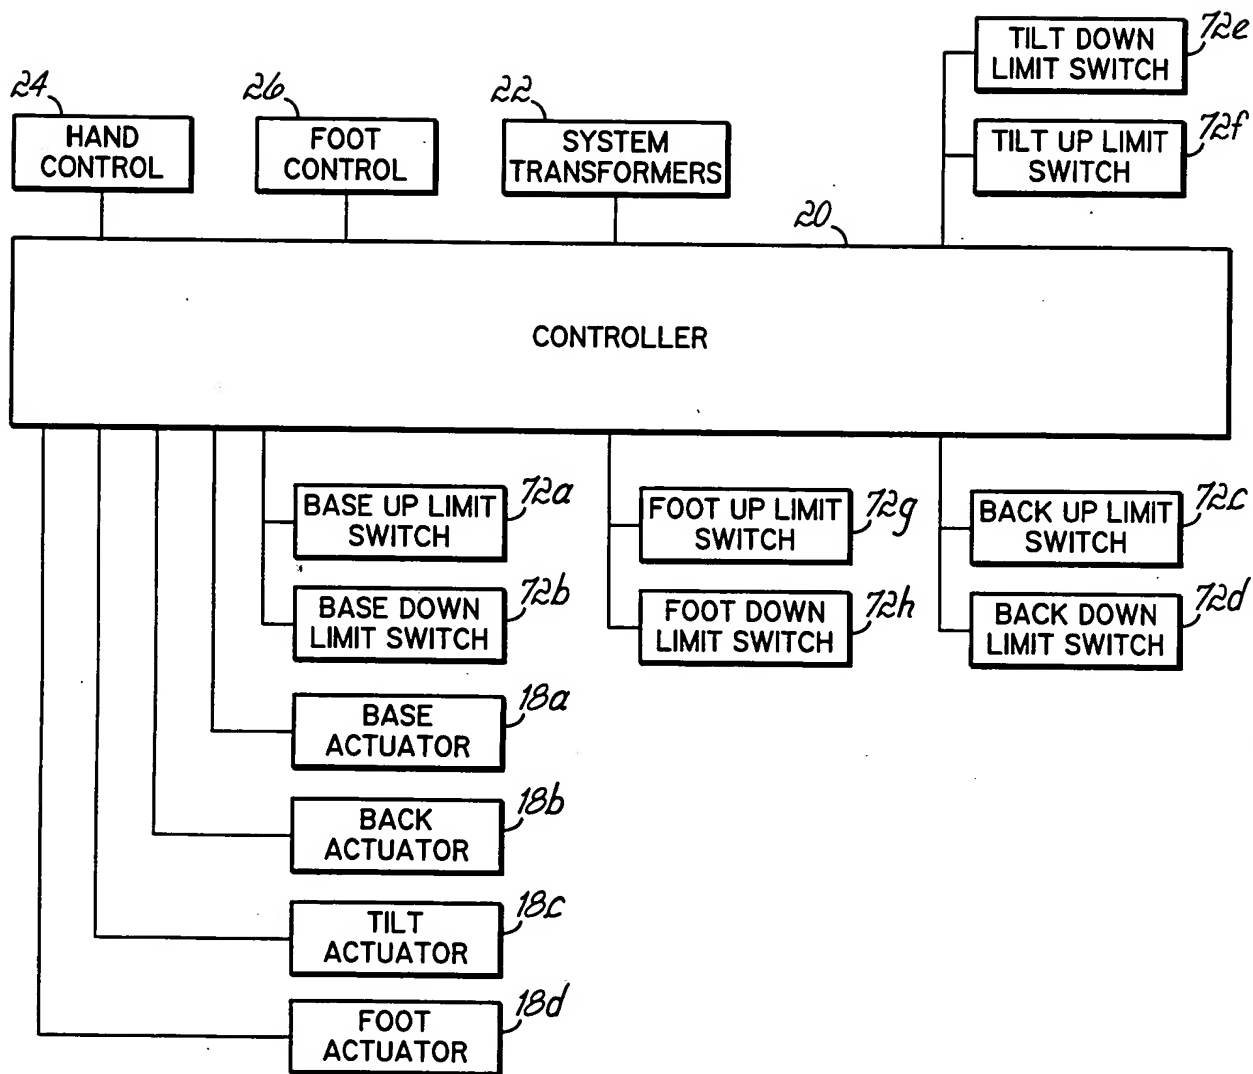 72e
TILT DOWN
LIMIT SWITCH
24
HAND
CONTROL
26
FOOT
CONTROL
22
SYSTEM
TRANSFORMERS
72f
TILT UP LIMIT
SWITCH
20
CONTROLLER
72a
BASE UP LIMIT
SWITCH
72g
FOOT UP LIMIT
SWITCH
72c
BACK UP LIMIT
SWITCH
72b
BASE DOWN
LIMIT SWITCH
72h
FOOT DOWN
LIMIT SWITCH
72d
BACK DOWN
LIMIT SWITCH
18a
BASE
ACTUATOR
18b
BACK
ACTUATOR
18c
TILT
ACTUATOR
18d
FOOT
ACTUATOR